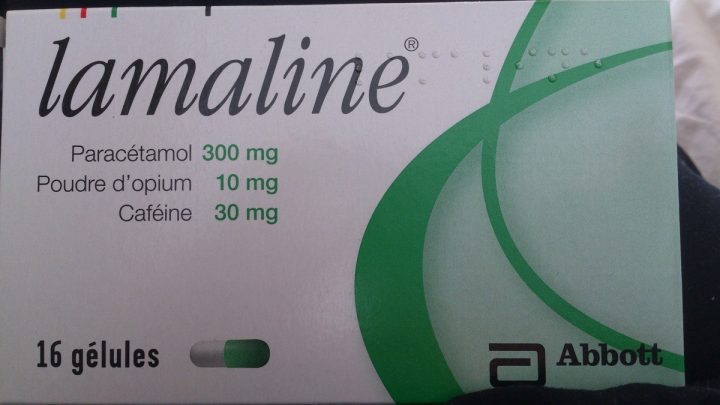 lamaline®
Paracétamol 300 mg
Poudre d'opium 10 mg
Caféine 30 mg
16 gélules
Abbott